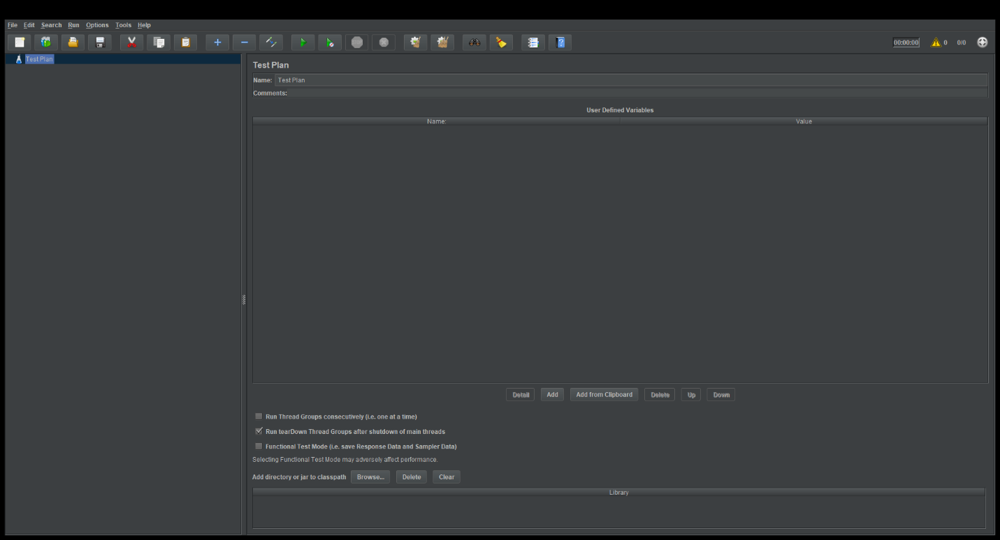 File Edit Search Run Options Tools Help
00:00:00 0 0/0
Test Plan
Test Plan
Name: Test Plan
Comments:
User Defined Variables
Name: Value
Detail Add Add from Clipboard Delete Up Down
Run Thread Groups consecutively (i.e. one at a time)
Run tearDown Thread Groups after shutdown of main threads
Functional Test Mode (i.e. save Response Data and Sampler Data)
Selecting Functional Test Mode may adversely affect performance.
Add directory or jar to classpath Browse... Delete Clear
Library